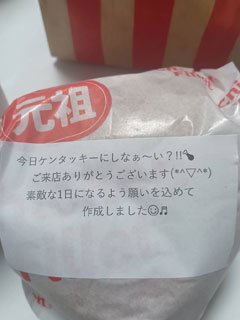 元祖
今日ケンタッキーにしなぁ〜い？!!🍗
ご来店ありがとうございます(*^▽^*)
素敵な1日になるよう願いを込めて
作成しました☺♬